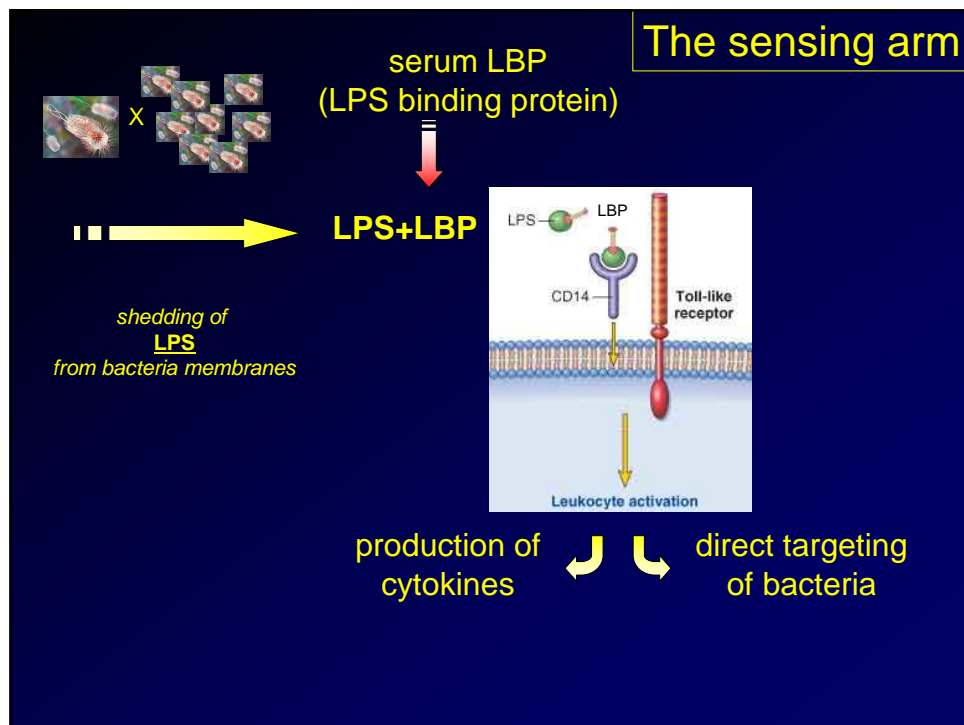 The sensing arm
serum LBP
(LPS binding protein)
X
LPS+LBP
shedding of
LPS
from bacteria membranes
LPS
LBP
CD14
Toll-like
receptor
Leukocyte activation
production of
cytokines
direct targeting
of bacteria